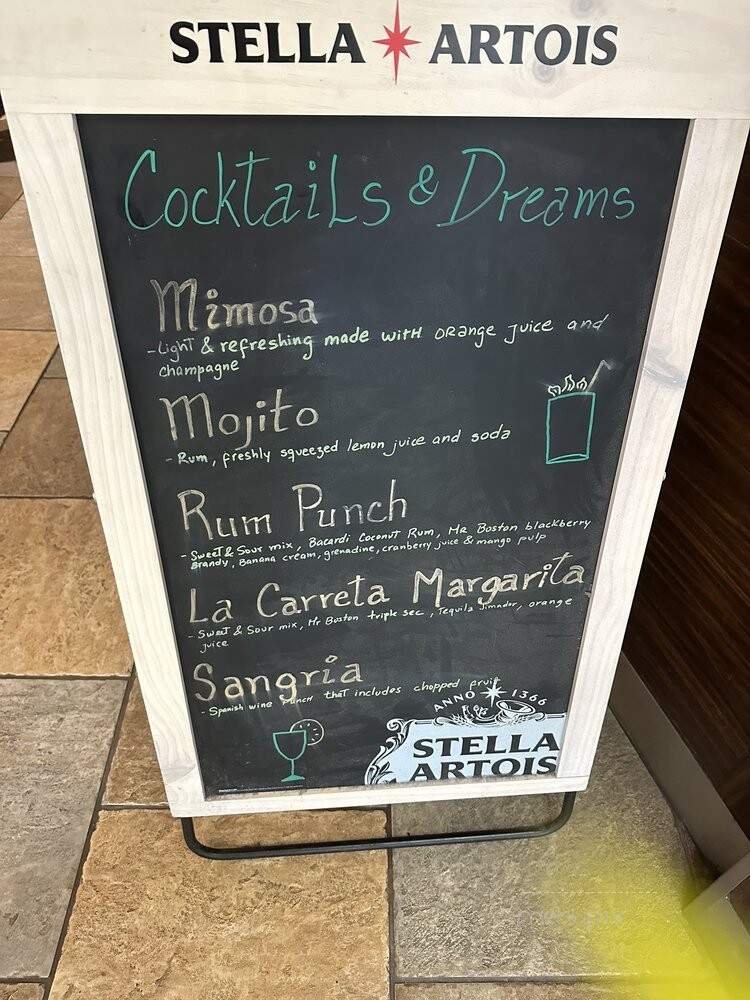 STELLA ARTOIS
Cocktails & Dreams
Mimosa
- Light & refreshing made with orange juice and
champagne
Mojito
- Rum, freshly squeezed lemon juice and soda
Rum Punch
- Sweet & Sour mix, Bacardi Coconut Rum, Mr Boston blackberry
Brandy, Banana cream, grenadine, cranberry juice & mango pulp
La Carreta Margarita
- Sweet & Sour mix, Mr Boston triple sec, Tequila Jimador, orange
juice
Sangria
- Spanish wine punch that includes chopped fruit
ANNO 1366
STELLA
ARTOIS